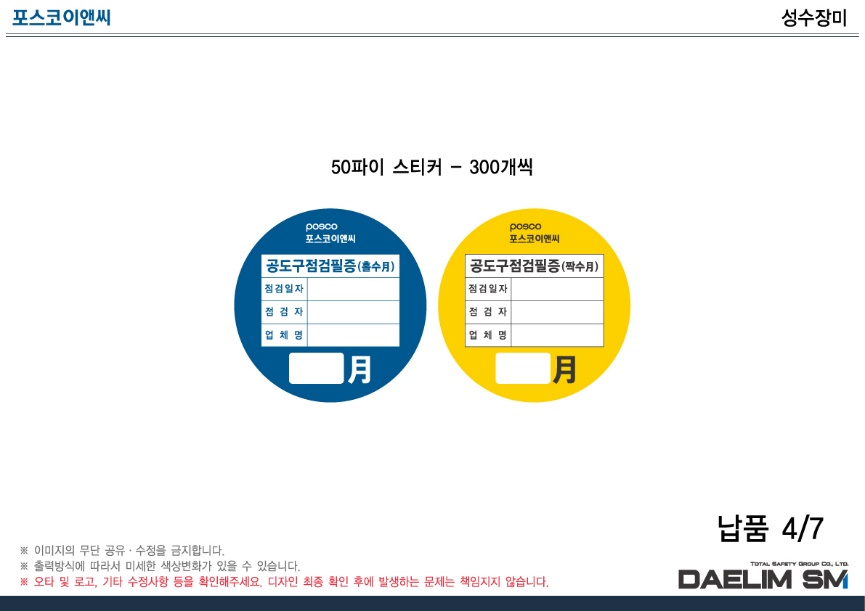 포스코이앤씨
성수장미
50파이 스티커 - 300개씩
posco
포스코이앤씨
공도구점검필증(홀수月)
점검일자
점 검 자
업 체 명
月
posco
포스코이앤씨
공도구점검필증(짝수月)
점검일자
점 검 자
업 체 명
月
납품 4/7
※ 이미지의 무단 공유 · 수정을 금지합니다.
※ 출력방식에 따라서 미세한 색상변화가 있을 수 있습니다.
※ 오타 및 로고, 기타 수정사항 등을 확인해주세요. 디자인 최종 확인 후에 발생하는 문제는 책임지지 않습니다.
TOTAL SAFETY GROUP CO., LTD.
DAELIM SM